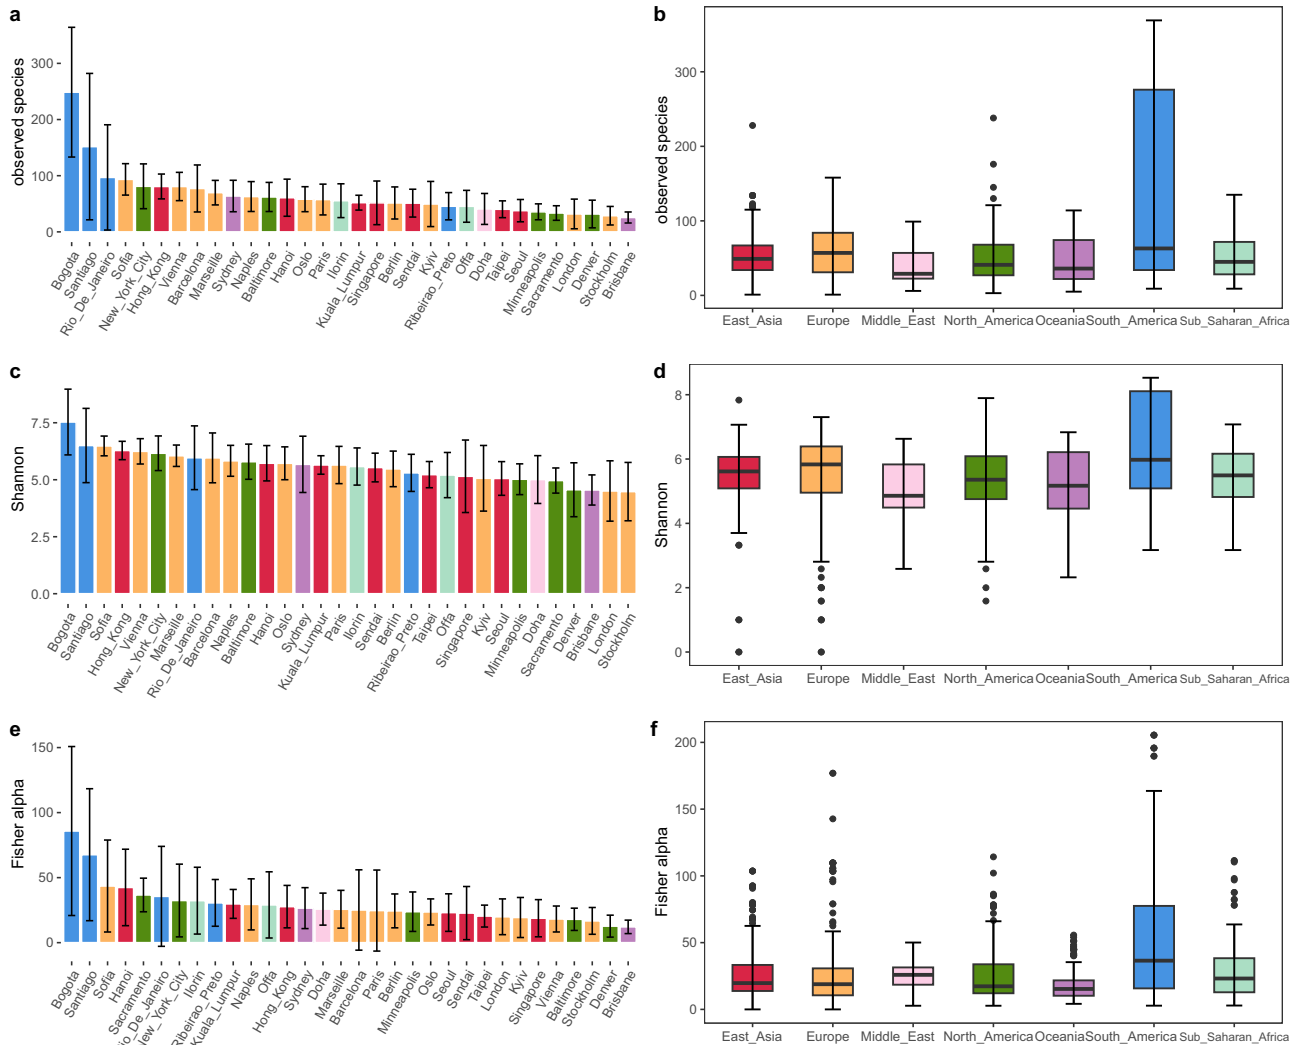 a
observed species
300
200
100
0
Bogota
Santiago
Rio_De_Janeiro
Sofia
New_York_City
Hong_Kong
Vienna
Barcelona
Marseille
Sydney
Naples
Baltimore
Hanoi
Oslo
Paris
Ilorin
Kuala_Lumpur
Singapore
Berlin
Sendai
Kyiv
Ribeirao_Preto
Offa
Doha
Taipei
Seoul
Minneapolis
Sacramento
London
Denver
Stockholm
Brisbane
b
observed species
300
200
100
0
East_Asia
Europe
Middle_East
North_America
Oceania
South_America
Sub_Saharan_Africa
c
Shannon
7.5
5.0
2.5
0.0
Bogota
Santiago
Sofia
Hong_Kong
Vienna
New_York_City
Marseille
Rio_De_Janeiro
Barcelona
Naples
Baltimore
Hanoi
Oslo
Sydney
Kuala_Lumpur
Paris
Ilorin
Sendai
Berlin
Ribeirao_Preto
Taipei
Offa
Singapore
Kyiv
Seoul
Minneapolis
Doha
Sacramento
Denver
Brisbane
London
Stockholm
d
Shannon
8
6
4
2
0
East_Asia
Europe
Middle_East
North_America
Oceania
South_America
Sub_Saharan_Africa
e
Fisher alpha
150
100
50
0
Bogota
Santiago
Sofia
Hanoi
Sacramento
io_De_Janeiro
New_York_City
Ilorin
Ribeirao_Preto
Kuala_Lumpur
Naples
Offa
Hong_Kong
Sydney
Doha
Marseille
Barcelona
Paris
Berlin
Minneapolis
Oslo
Seoul
Sendai
Taipei
London
Kyiv
Singapore
Vienna
Baltimore
Stockholm
Denver
Brisbane
f
Fisher alpha
200
150
100
50
0
East_Asia
Europe
Middle_East
North_America
Oceania
South_America
Sub_Saharan_Africa